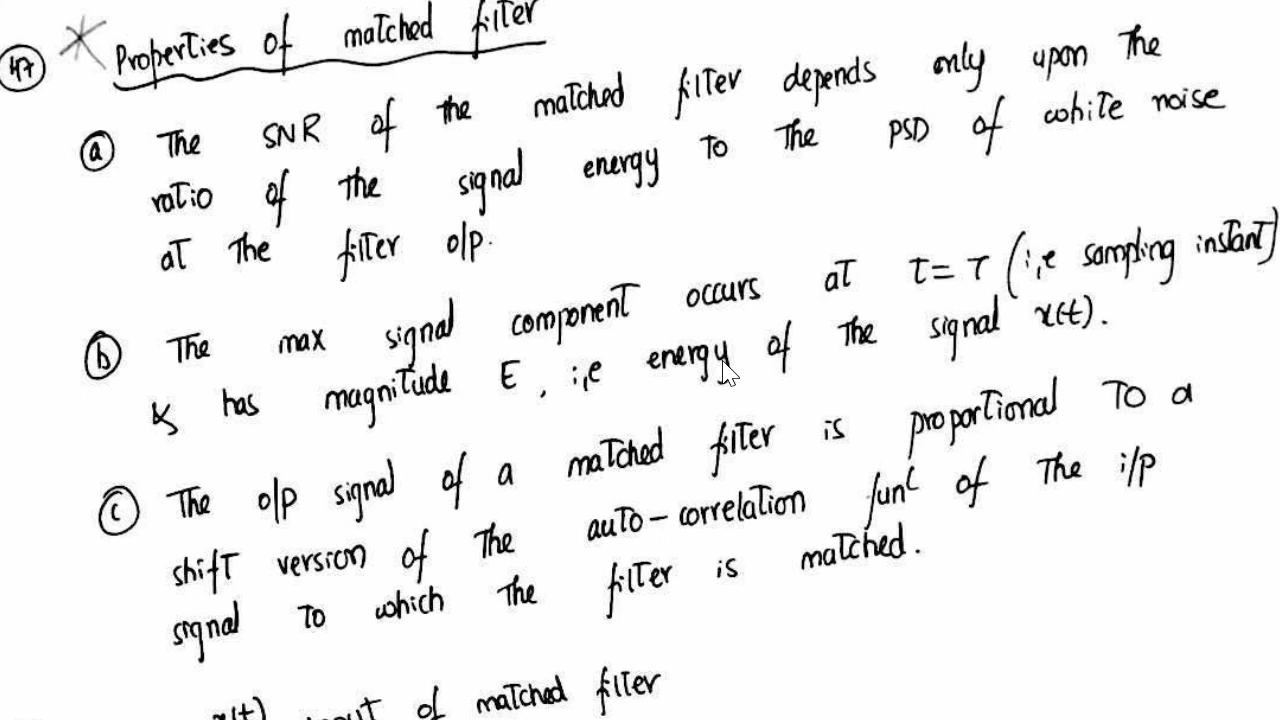 47 * Properties of matched filter
(a) The SNR of the matched filter depends only upon the
ratio of the signal energy to the PSD of white noise
at the filter o/p.
(b) The max signal component occurs at t = T (i,e sampling instant)
& has magnitude E, i,e energy of the signal x(t).
(c) The o/p signal of a matched filter is proportional to a
shift version of the auto-correlation func of the i/p
signal to which the filter is matched.
x(t) input of matched filter